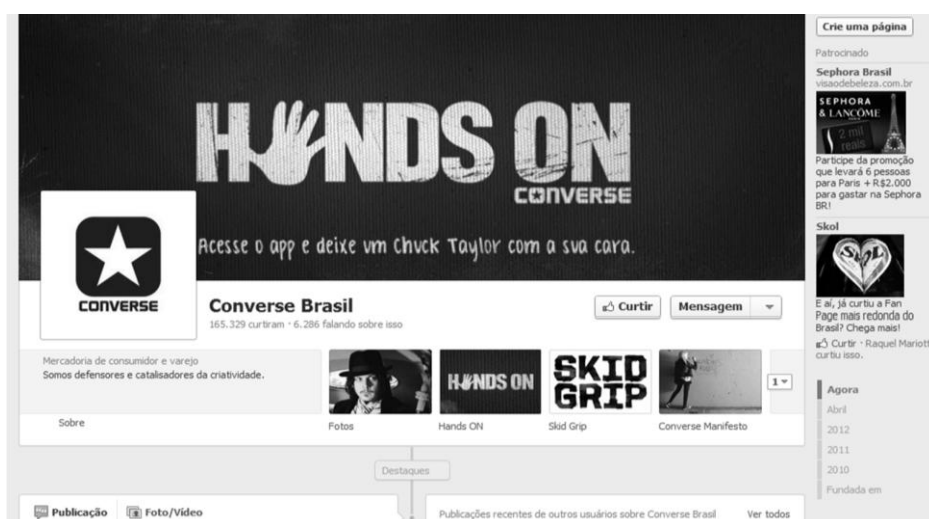 HANDS ON
CONVERSE
Acesse o app e deixe um Chuck Taylor com a sua cara.
CONVERSE
Converse Brasil
165.329 curtiram · 6.286 falando sobre isso
Curtir
Mensagem
Mercadoria de consumidor e varejo
Somos defensores e catalisadores da criatividade.
Sobre
HANDS ON
SKID
GRIP
1
Fotos
Hands ON
Skid Grip
Converse Manifesto
Destaques
Publicação
Foto/Vídeo
Publicações recentes de outros usuários sobre Converse Brasil
Ver todos
Crie uma página
Patrocinado
Sephora Brasil
visaodebeleza.com.br
SEPHORA
& LANCÔME
2 mil
reais
Participe da promoção
que levará 6 pessoas
para Paris + R$2.000
para gastar na Sephora
BR!
Skol
SKOL
E aí, já curtiu a Fan
Page mais redonda do
Brasil? Chega mais!
Curtir · Raquel Mariott
curtiu isso.
Agora
Abril
2012
2011
2010
Fundada em